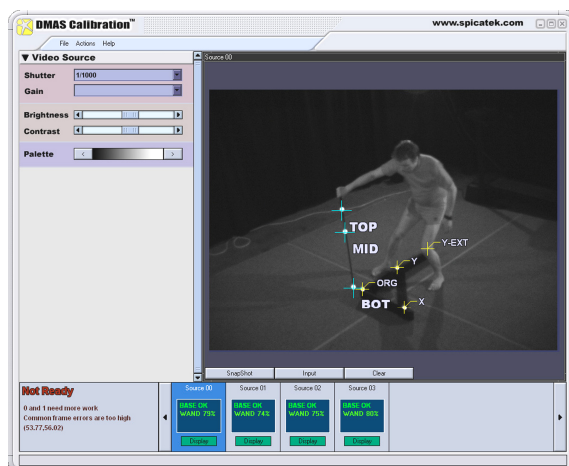 DMAS Calibration™
www.spicatek.com
File Actions Help
▼ Video Source
Shutter 1/1000
Gain
Brightness
Contrast
Palette
Source 00
TOP
MID
Y-EXT
Y
ORG
BOT
X
SnapShot Input Clear
Not Ready
0 and 1 need more work
Common frame errors are too high
(53.77,56.02)
Source 00 Source 01 Source 02 Source 03
BASE OK BASE OK BASE OK BASE OK
WAND 79% WAND 74% WAND 75% WAND 80%
Display Display Display Display